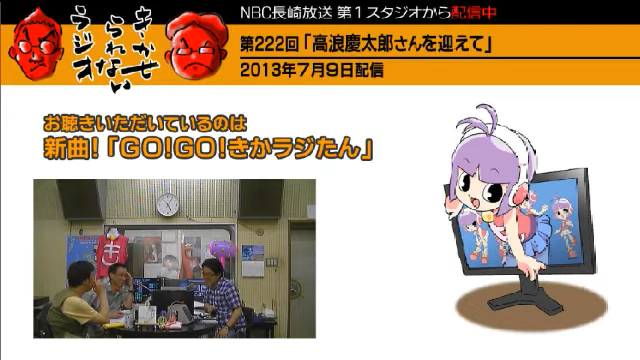 NBC長崎放送 第1スタジオから配信中
きかせ
られない
ラジオ
第222回「高浪慶太郎さんを迎えて」
2013年7月9日配信
お聴きいただいているのは
新曲!「GO!GO!きかラジたん」
き